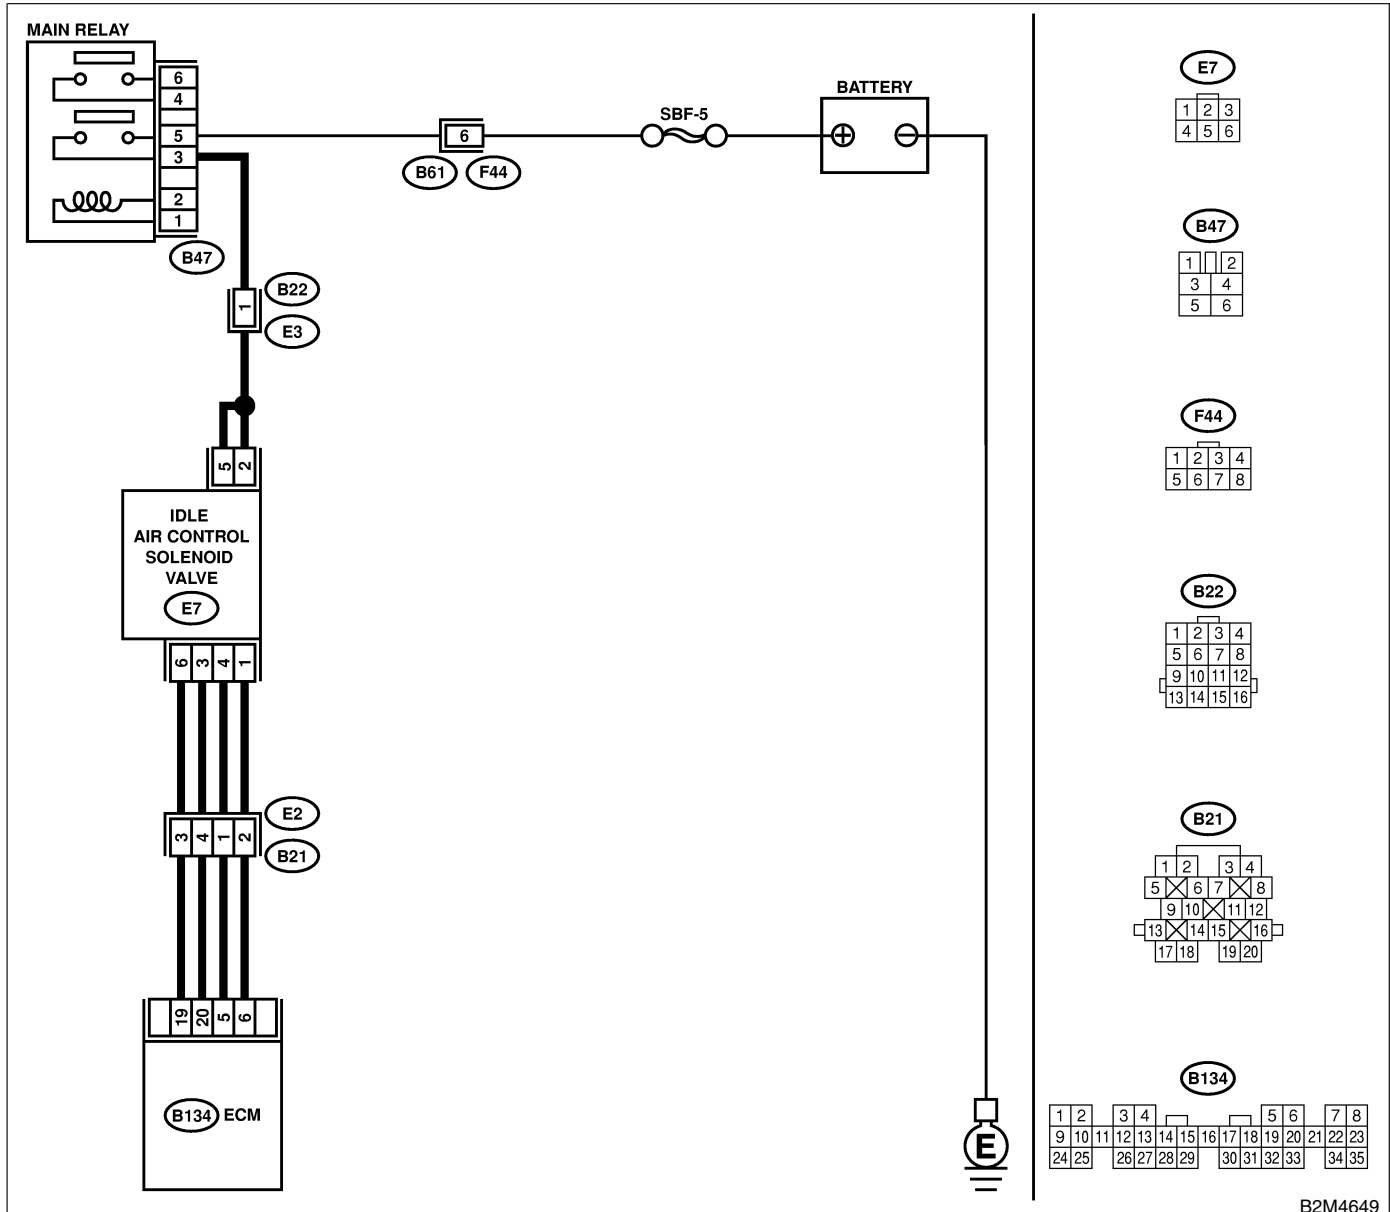 MAIN RELAY
6
4
5
3
2
1
B47
6
B61 F44
SBF-5
BATTERY
+ −
1
B22
E3
5 2
IDLE
AIR CONTROL
SOLENOID
VALVE
E7
6 3 4 1
E2
3 4 1 2
B21
19 20 5 6
B134 ECM
E
E7
1 2 3
4 5 6
B47
1 2
3 4
5 6
F44
1 2 3 4
5 6 7 8
B22
1 2 3 4
5 6 7 8
9 10 11 12
13 14 15 16
B21
1 2 3 4
5 6 7 8
9 10 11 12
13 14 15 16
17 18 19 20
B134
1 2 3 4 5 6 7 8
9 10 11 12 13 14 15 16 17 18 19 20 21 22 23
24 25 26 27 28 29 30 31 32 33 34 35
B2M4649